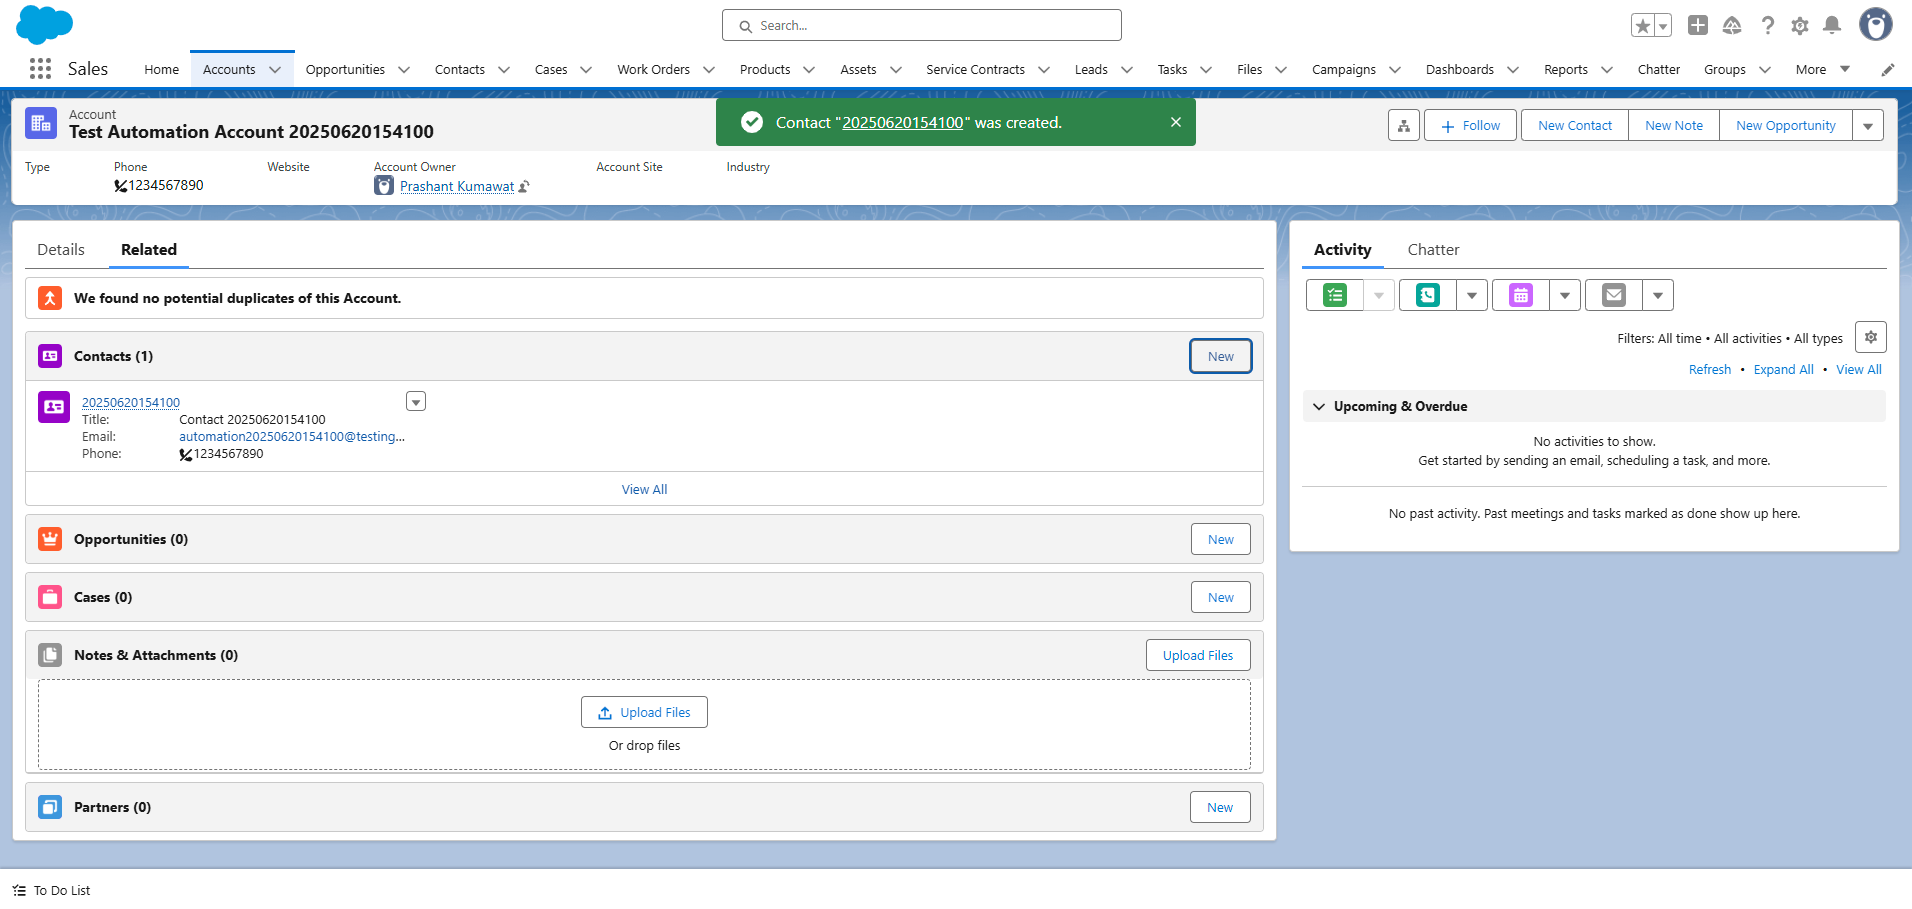 Search...
Sales
Home
Accounts
Opportunities
Contacts
Cases
Work Orders
Products
Assets
Service Contracts
Leads
Tasks
Files
Campaigns
Dashboards
Reports
Chatter
Groups
More
Account
Test Automation Account 20250620154100
Contact "20250620154100" was created.
Follow
New Contact
New Note
New Opportunity
Type
Phone
1234567890
Website
Account Owner
Prashant Kumawat
Account Site
Industry
Details
Related
We found no potential duplicates of this Account.
Contacts (1)
New
20250620154100
Title: Contact 20250620154100
Email: automation20250620154100@testing...
Phone: 1234567890
View All
Opportunities (0)
New
Cases (0)
New
Notes & Attachments (0)
Upload Files
Upload Files
Or drop files
Partners (0)
New
Activity
Chatter
Filters: All time • All activities • All types
Refresh • Expand All • View All
Upcoming & Overdue
No activities to show.
Get started by sending an email, scheduling a task, and more.
No past activity. Past meetings and tasks marked as done show up here.
To Do List